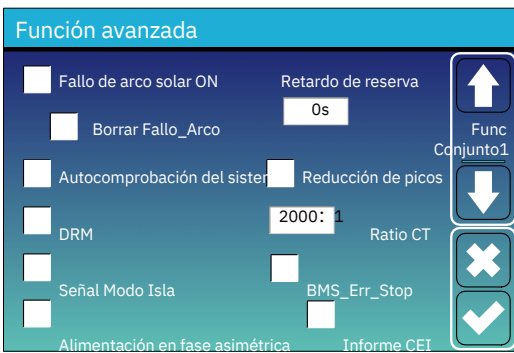 Función avanzada
Fallo de arco solar ON
Retardo de reserva
0s
Borrar Fallo_Arco
Func
Conjunto1
Autocomprobación del sister
Reducción de picos
DRM
2000: 1
Ratio CT
Señal Modo Isla
BMS_Err_Stop
Alimentación en fase asimétrica
Informe CEI